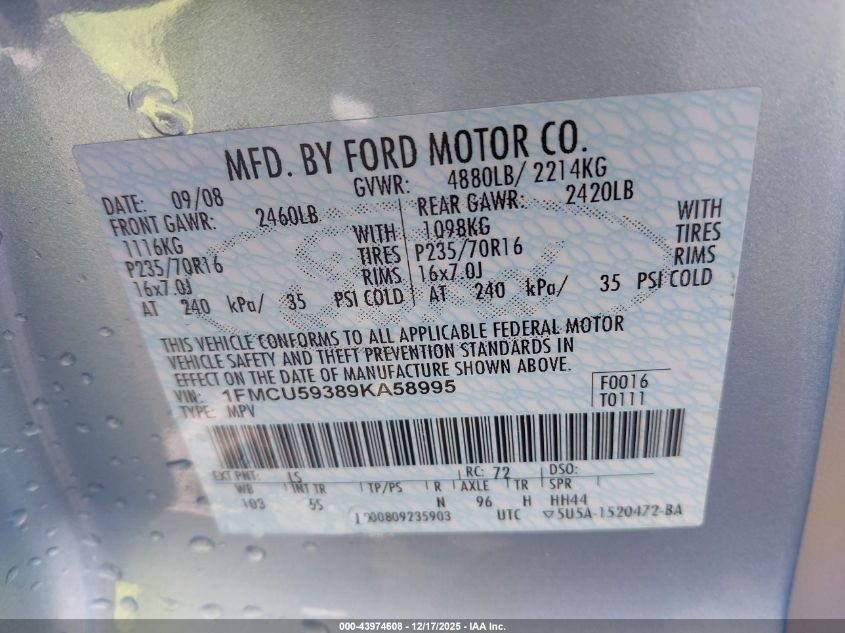 MFD. BY FORD MOTOR CO.
DATE: 09/08 GVWR: 4880LB/ 2214KG
FRONT GAWR: 2460LB REAR GAWR: 2420LB
1116KG WITH 1098KG WITH
P235/70R16 TIRES P235/70R16 TIRES
16x7.0J RIMS 16x7.0J RIMS
AT 240 kPa/ 35 PSI COLD AT 240 kPa/ 35 PSI COLD
THIS VEHICLE CONFORMS TO ALL APPLICABLE FEDERAL MOTOR
VEHICLE SAFETY AND THEFT PREVENTION STANDARDS IN
EFFECT ON THE DATE OF MANUFACTURE SHOWN ABOVE.
VIN: 1FMCU59389KA58995 F0016
TYPE: MPV T0111
EXT PNT: LS RC: 72 DSO:
WB INT TR TP/PS R AXLE TR SPR
103 5S N 96 H HH44
UTC ▽5U5A-1520472-BA
000-43974608 - 12/17/2025 - IAA Inc.